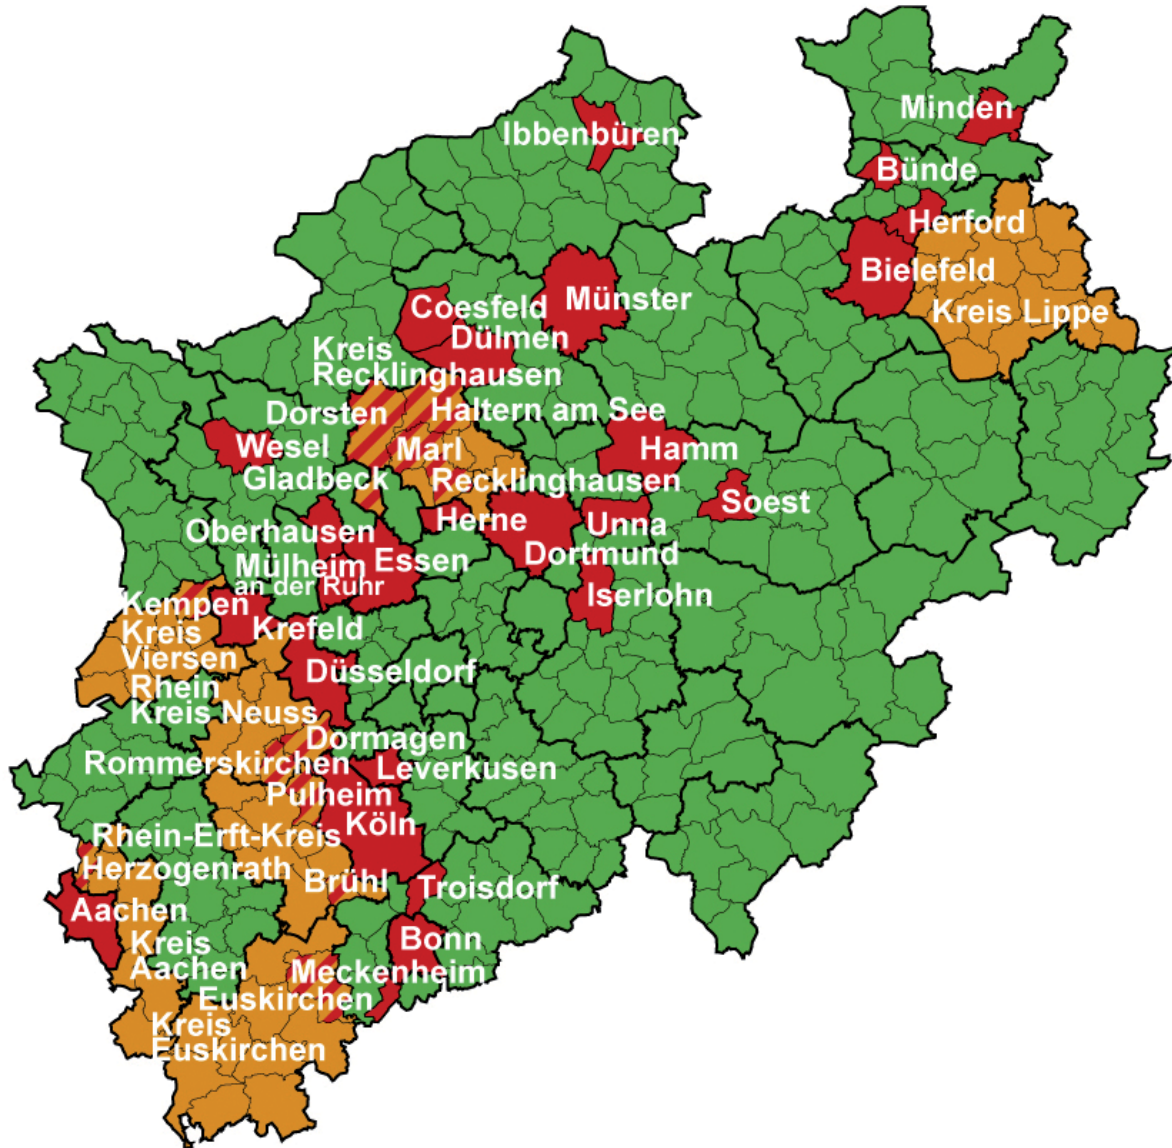 Minden
Ibbenbüren
Bünde
Herford
Bielefeld
Münster
Coesfeld
Kreis Lippe
Dülmen
Kreis
Recklinghausen
Dorsten
Haltern am See
Wesel
Marl
Hamm
Gladbeck
Recklinghausen
Soest
Oberhausen
Herne
Unna
Dortmund
Mülheim
an der Ruhr
Essen
Iserlohn
Kempen
Krefeld
Kreis
Viersen
Düsseldorf
Rhein
Kreis Neuss
Dormagen
Rommerskirchen
Leverkusen
Pulheim
Köln
Rhein-Erft-Kreis
Herzogenrath
Brühl
Troisdorf
Aachen
Bonn
Kreis
Aachen
Meckenheim
Euskirchen
Kreis
Euskirchen